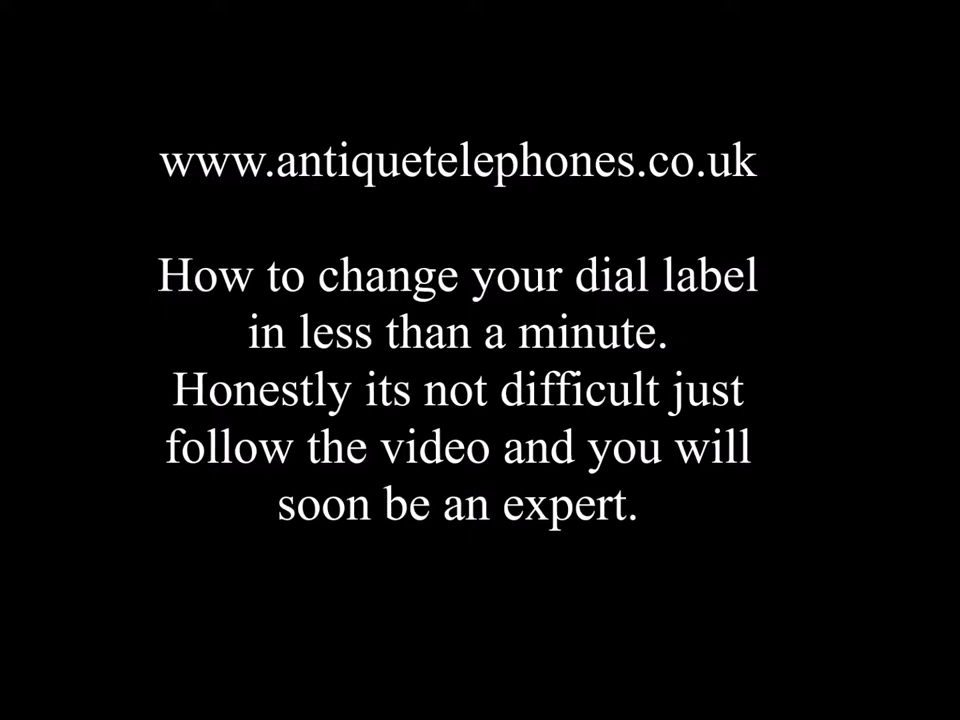 www.antiquetelephones.co.uk
How to change your dial label
in less than a minute.
Honestly its not difficult just
follow the video and you will
soon be an expert.